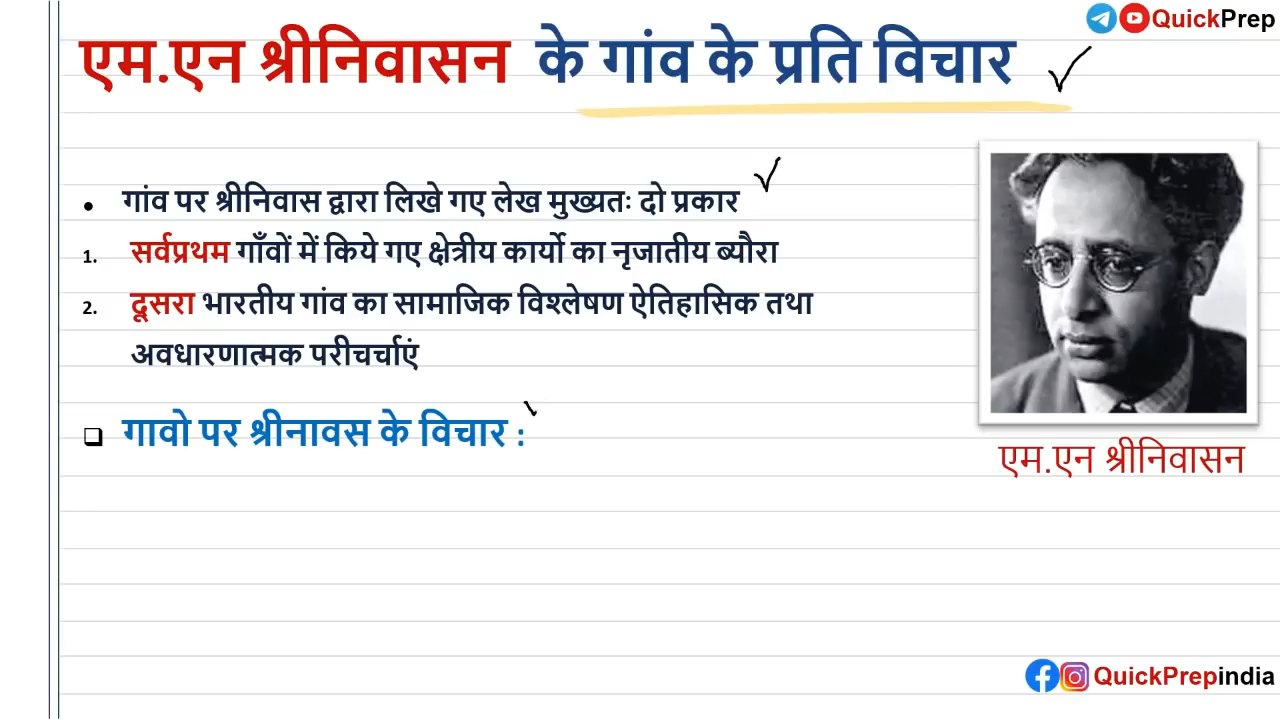 QuickPrep
एम.एन श्रीनिवासन के गांव के प्रति विचार
• गांव पर श्रीनिवास द्वारा लिखे गए लेख मुख्यतः दो प्रकार
1. सर्वप्रथम गाँवों में किये गए क्षेत्रीय कार्यो का नृजातीय ब्यौरा
2. दूसरा भारतीय गांव का सामाजिक विश्लेषण ऐतिहासिक तथा
अवधारणात्मक परीचर्चाएं
गावो पर श्रीनावस के विचार :
एम.एन श्रीनिवासन
QuickPrepindia